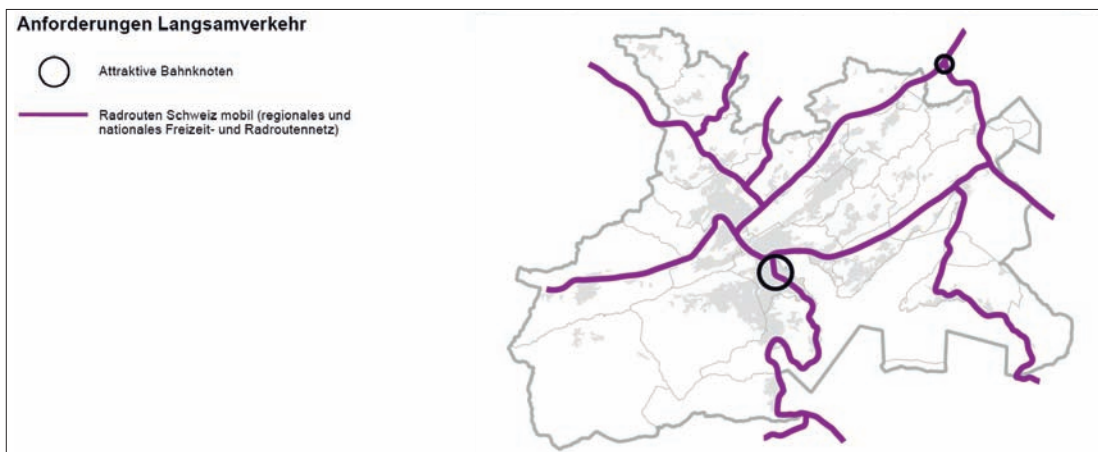 Anforderungen Langsamverkehr
Attraktive Bahnknoten
Radrouten Schweiz mobil (regionales und
nationales Freizeit- und Radroutennetz)